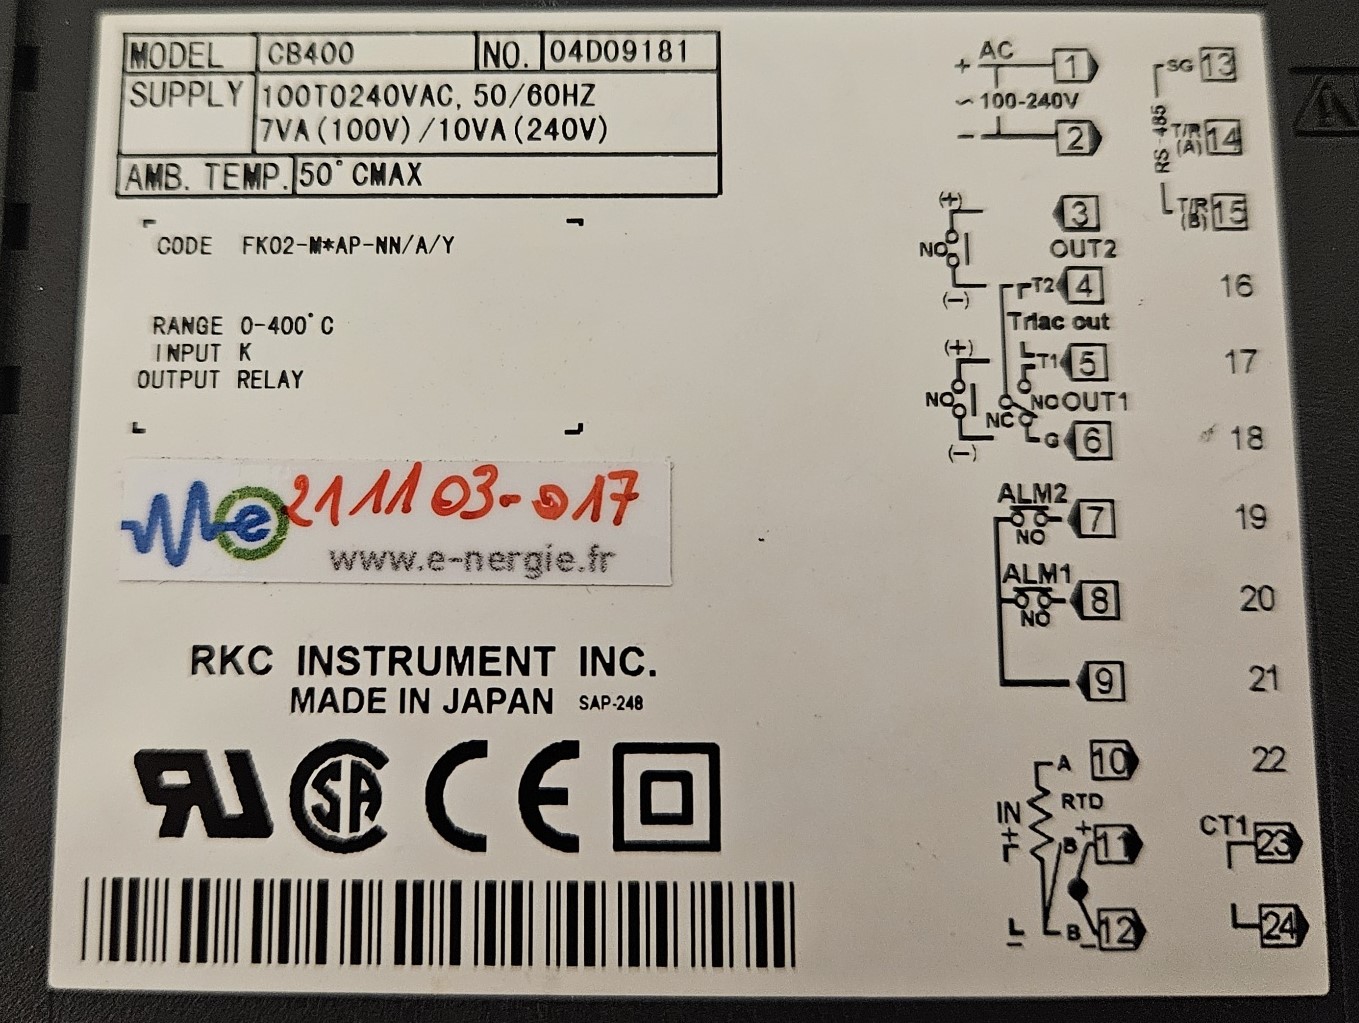 MODEL CB400 NO. 04D09181
SUPPLY 100TO240VAC, 50/60HZ
7VA(100V)/10VA(240V)
AMB. TEMP. 50°CMAX
CODE FK02-M*AP-NN/A/Y
RANGE 0-400°C
INPUT K
OUTPUT RELAY
211103-017
e
www.e-nergie.fr
RKC INSTRUMENT INC.
MADE IN JAPAN SAP-248
SA
CE
+ AC 1
~ 100-240V
- 2
(+) 3
NO OUT2
(-) T2 4
Triac out
(+) T1 5
NO NO OUT1
NC
(-) G 6
ALM2 7
NO
ALM1 8
NO
9
A 10
IN RTD
+ B + 11
- B - 12
SG 13
RS-485
T/R (A) 14
T/R (B) 15
16
17
18
19
20
21
22
CT1 23
24